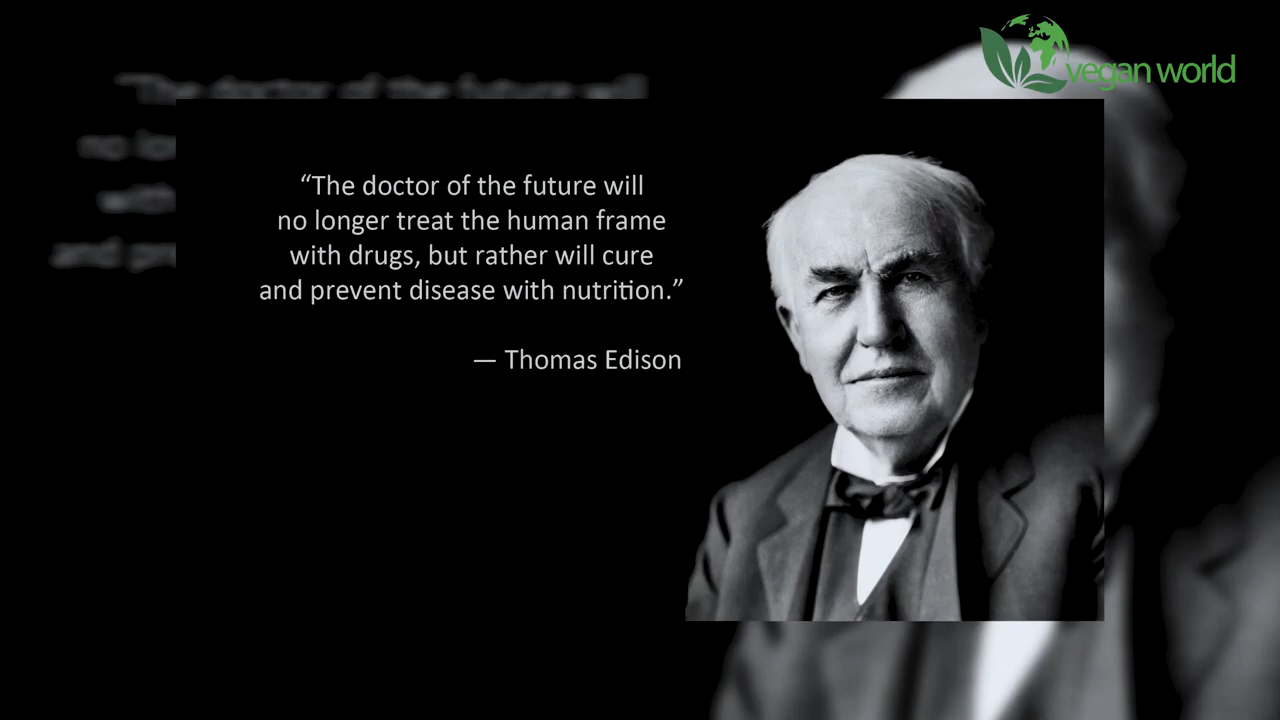 vegan world
“The doctor of the future will
no longer treat the human frame
with drugs, but rather will cure
and prevent disease with nutrition.”
— Thomas Edison